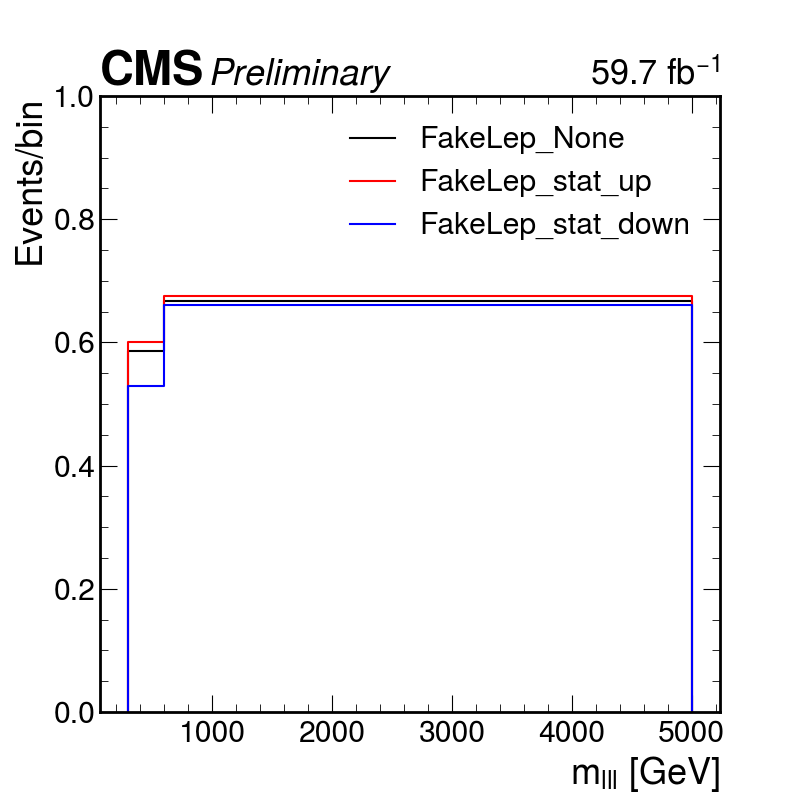 CMS Preliminary 59.7 fb⁻¹
Events/bin
1.0
0.8
0.6
0.4
0.2
0.0
FakeLep_None
FakeLep_stat_up
FakeLep_stat_down
1000 2000 3000 4000 5000
m_lll [GeV]